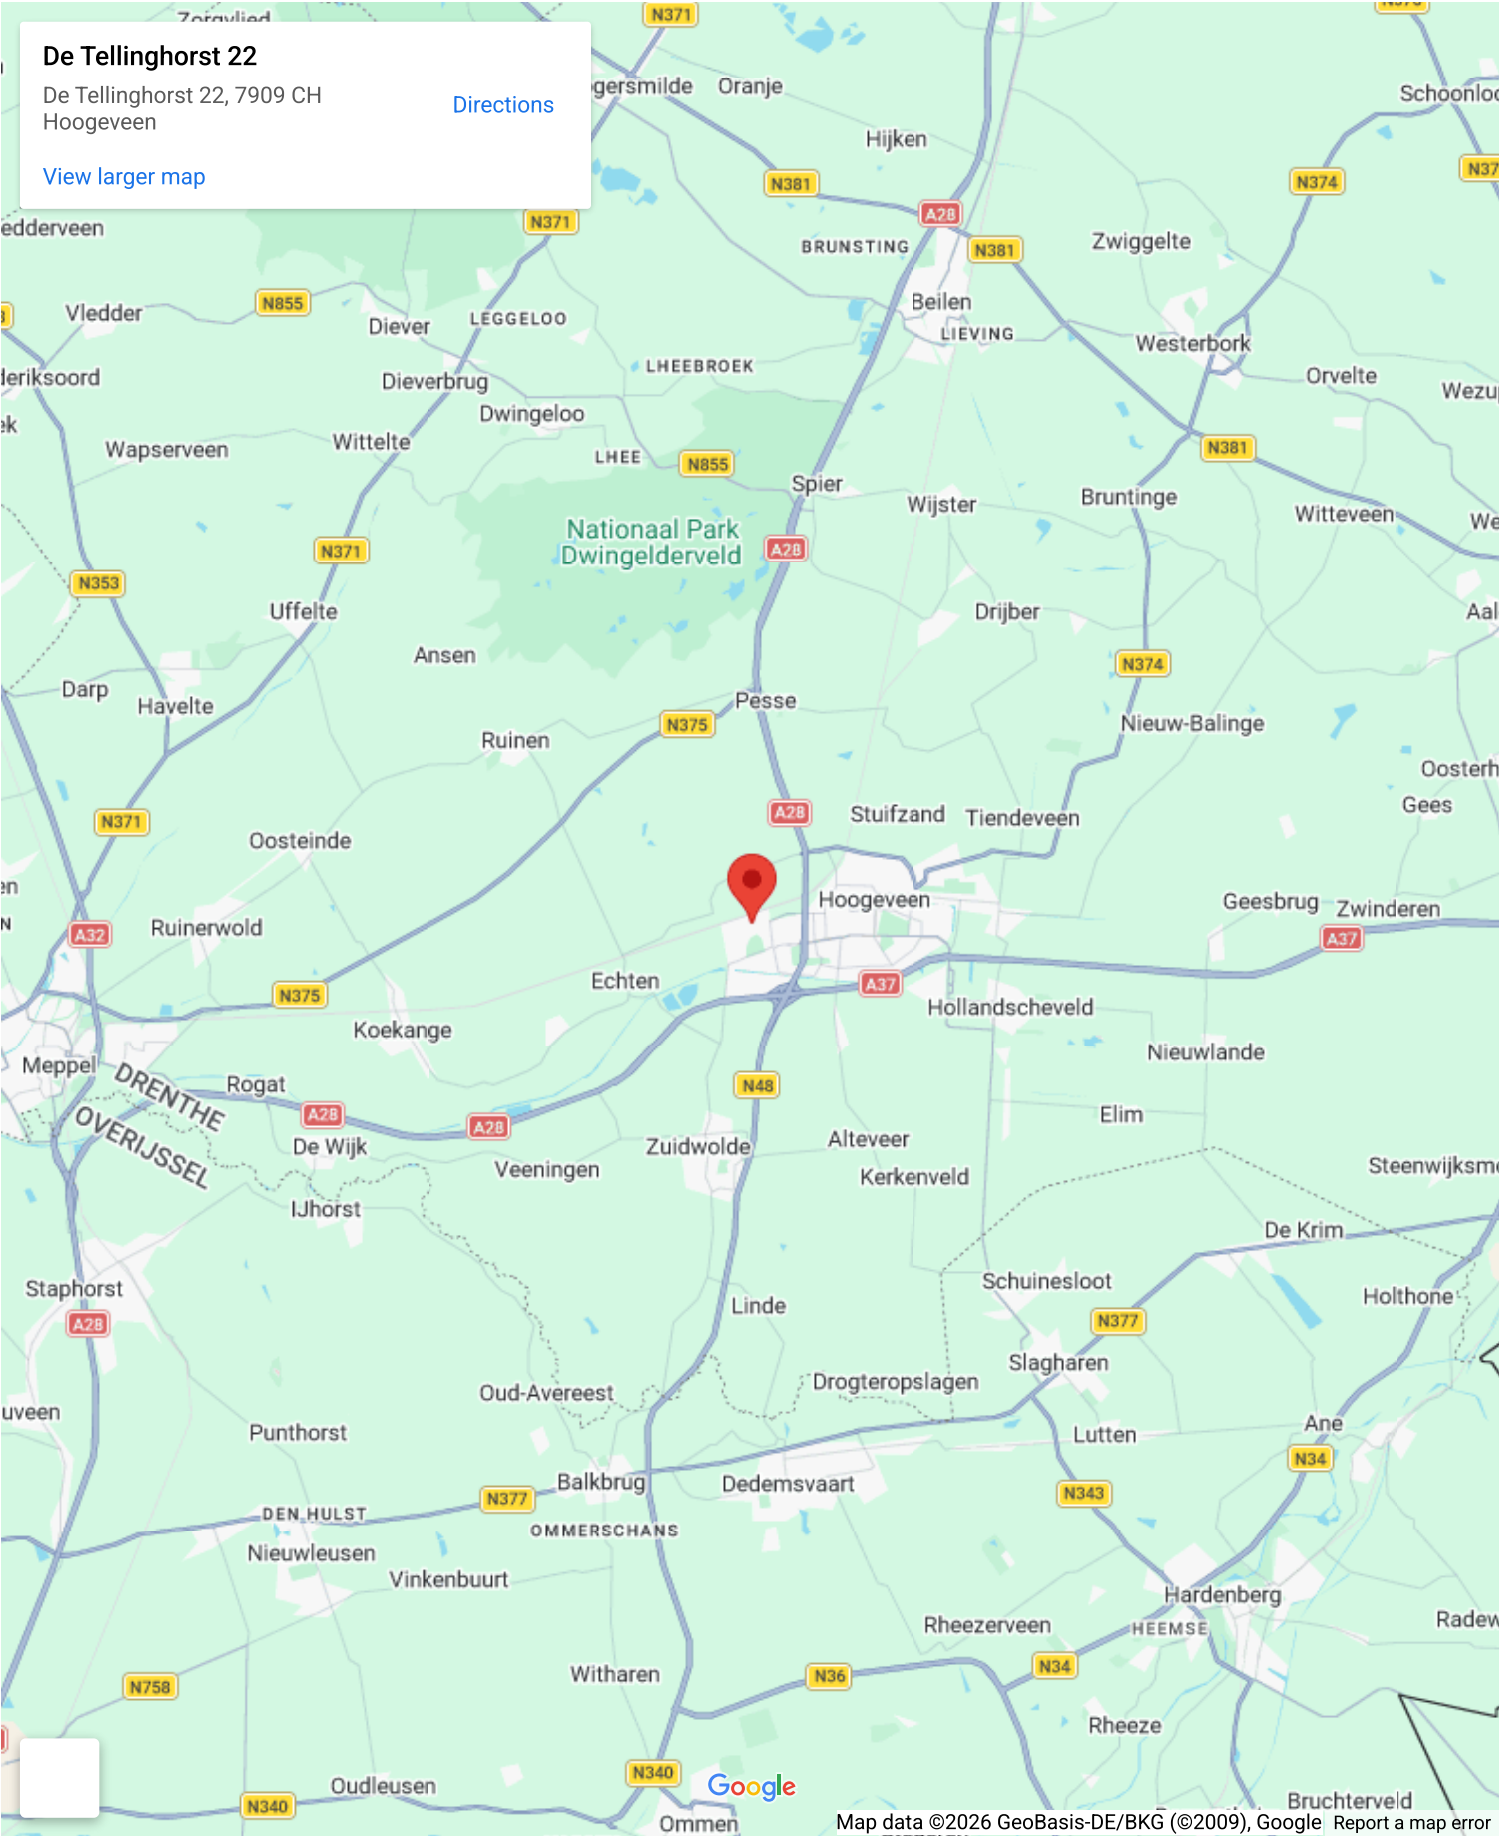 De Tellinghorst 22
De Tellinghorst 22, 7909 CH
Hoogeveen
Directions
View larger map
N371
Oranje
Schoonloo
Hijken
N381
N374
A28
N371
BRUNSTING
N381
Zwiggelte
N855
Vledder
Diever
LEGGELOO
Beilen
LIEVING
Westerbork
LHEEBROEK
Orvelte
Dieverbrug
Dwingeloo
Wapserveen
Wittelte
LHEE
N855
N381
Spier
Wijster
Bruntinge
Witteveen
Nationaal Park
Dwingelderveld
A28
N371
N353
Uffelte
Drijber
Ansen
N374
Darp
Havelte
Pesse
N375
Ruinen
Nieuw-Balinge
Gees
N371
A28
Stuifzand
Tiendeveen
Oosteinde
Hoogeveen
Geesbrug
Zwinderen
A32
Ruinerwold
A37
Echten
A37
N375
Koekange
Hollandscheveld
Nieuwlande
Meppel
DRENTHE
OVERIJSSEL
Rogat
N48
A28
A28
Elim
De Wijk
Zuidwolde
Alteveer
Veeningen
Kerkenveld
IJhorst
De Krim
Staphorst
Schuinesloot
Holthone
A28
Linde
N377
Slagharen
Oud-Avereest
Drogteropslagen
Punthorst
Lutten
Ane
N34
Balkbrug
Dedemsvaart
N343
N377
DEN HULST
OMMERSCHANS
Nieuwleusen
Vinkenbuurt
Hardenberg
Rheezerveen
HEEMSE
N34
N36
Witharen
N758
Rheeze
N340
Google
Oudleusen
N340
Bruchterveld
Ommen
Map data ©2026 GeoBasis-DE/BKG (©2009), Google
Report a map error